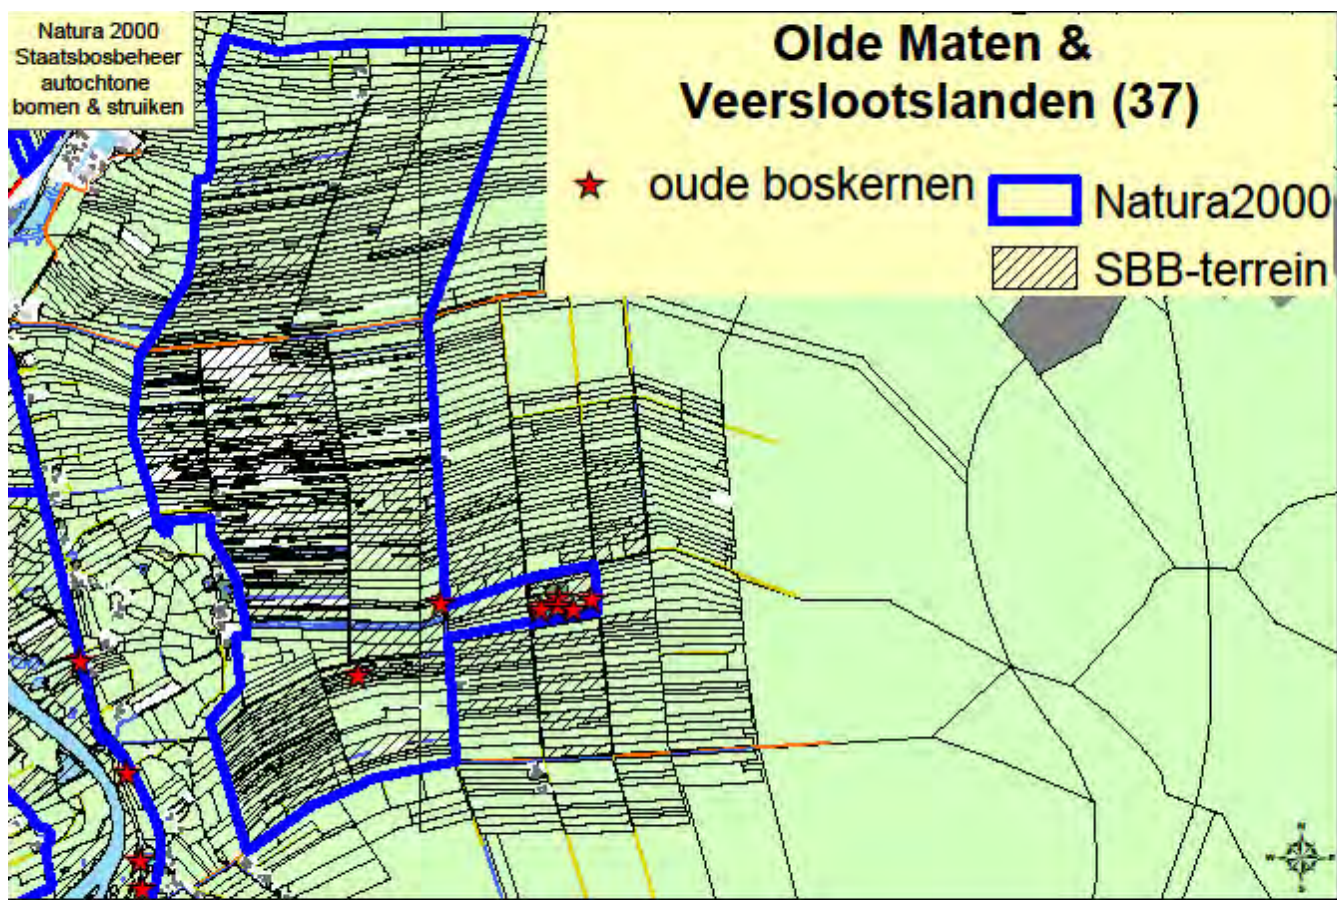 Natura 2000
Staatsbosbeheer
autochtone
bomen & struiken
Olde Maten &
Veerslootslanden (37)
oude boskernen
Natura2000
SBB-terrein
N
W
S